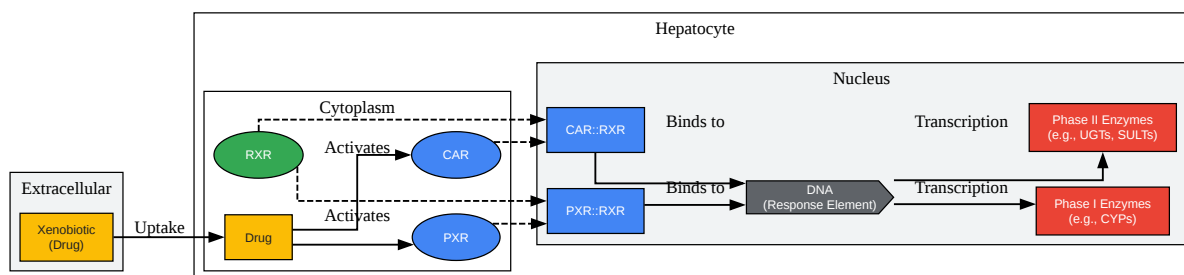 Hepatocyte
Nucleus
Cytoplasm
CAR::RXR
Binds to
Transcription
Phase II Enzymes
(e.g., UGTs, SULTs)
RXR
Activates
CAR
Extracellular
DNA
(Response Element)
Binds to
Transcription
PXR::RXR
Phase I Enzymes
(e.g., CYPs)
Xenobiotic
(Drug)
Uptake
Drug
Activates
PXR